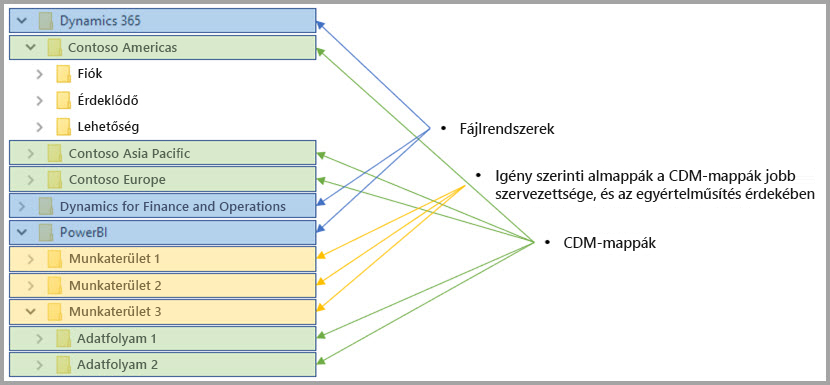 Dynamics 365
Contoso Americas
Fiók
Érdeklődő
Lehetőség
Contoso Asia Pacific
Contoso Europe
Dynamics for Finance and Operations
PowerBI
Munkaterület 1
Munkaterület 2
Munkaterület 3
Adatfolyam 1
Adatfolyam 2
• Fájlrendszerek
• Igény szerinti almappák a CDM-mappák jobb
szervezettsége, és az egyértelműsítés érdekében
• CDM-mappák